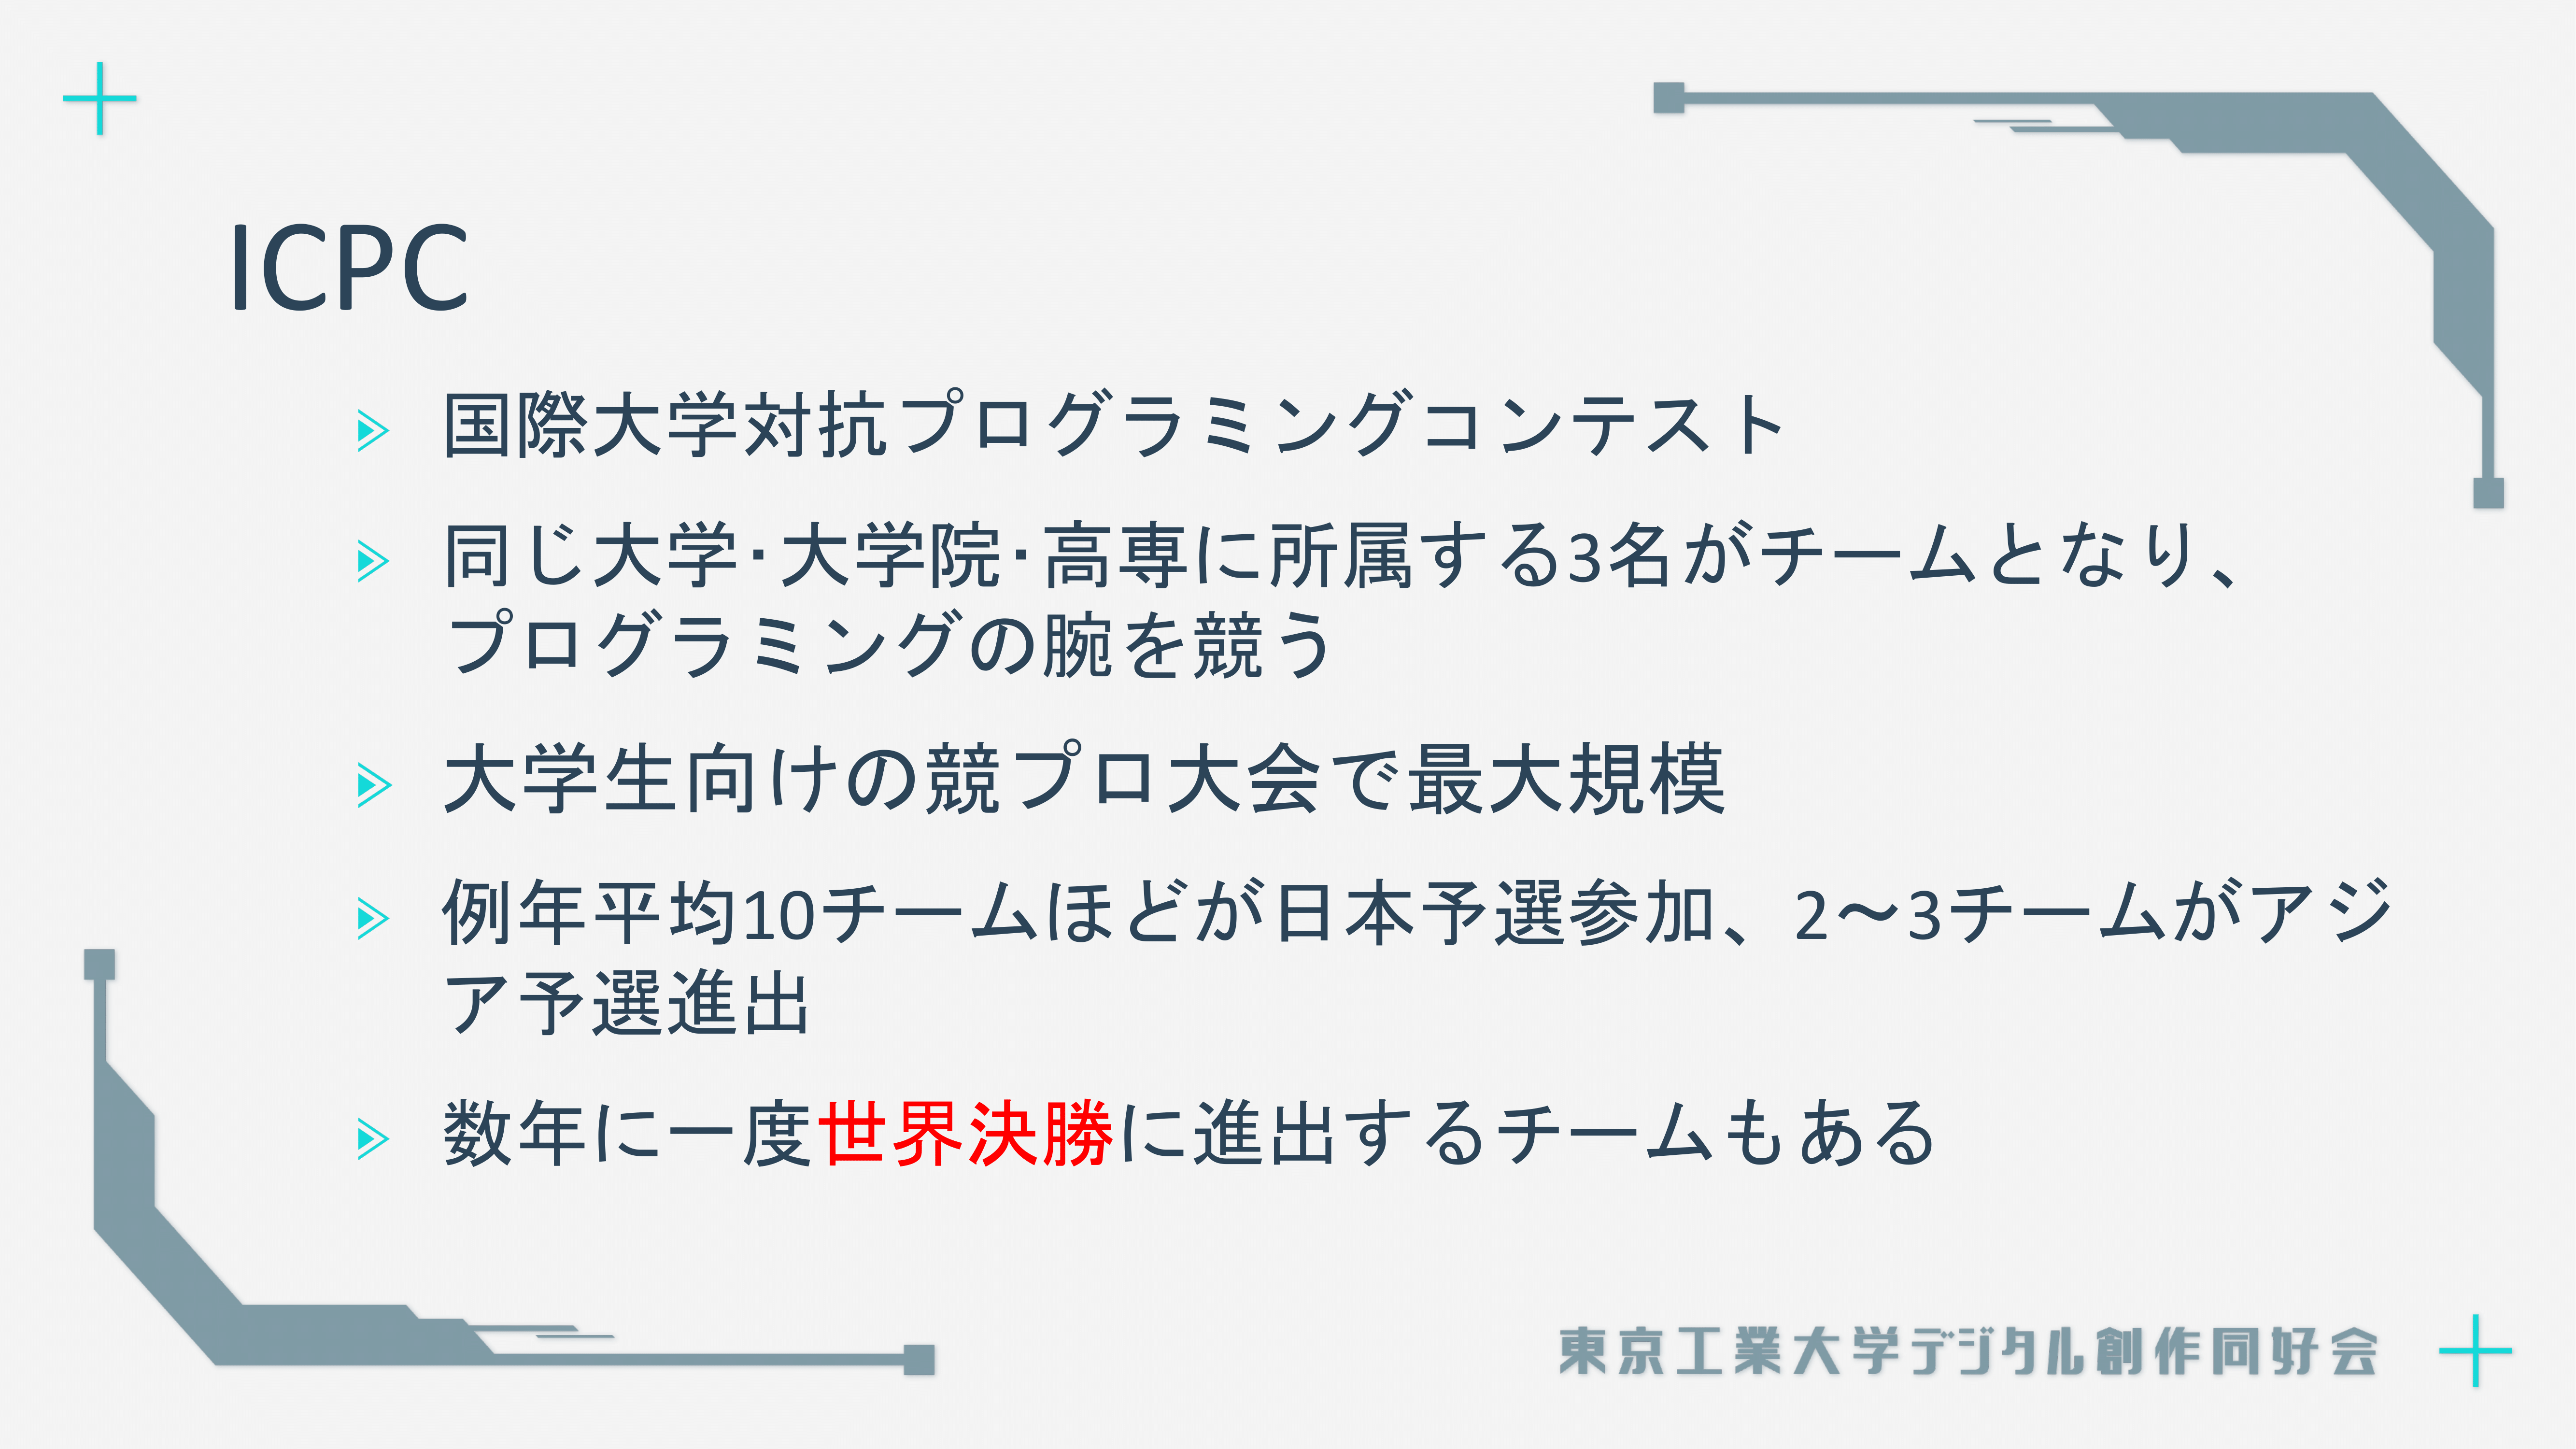 ICPC
国際大学対抗プログラミングコンテスト
同じ大学・大学院・高専に所属する3名がチームとなり、
プログラミングの腕を競う
大学生向けの競プロ大会で最大規模
例年平均10チームほどが日本予選参加、2～3チームがアジ
ア予選進出
数年に一度世界決勝に進出するチームもある
東京工業大学デジタル創作同好会